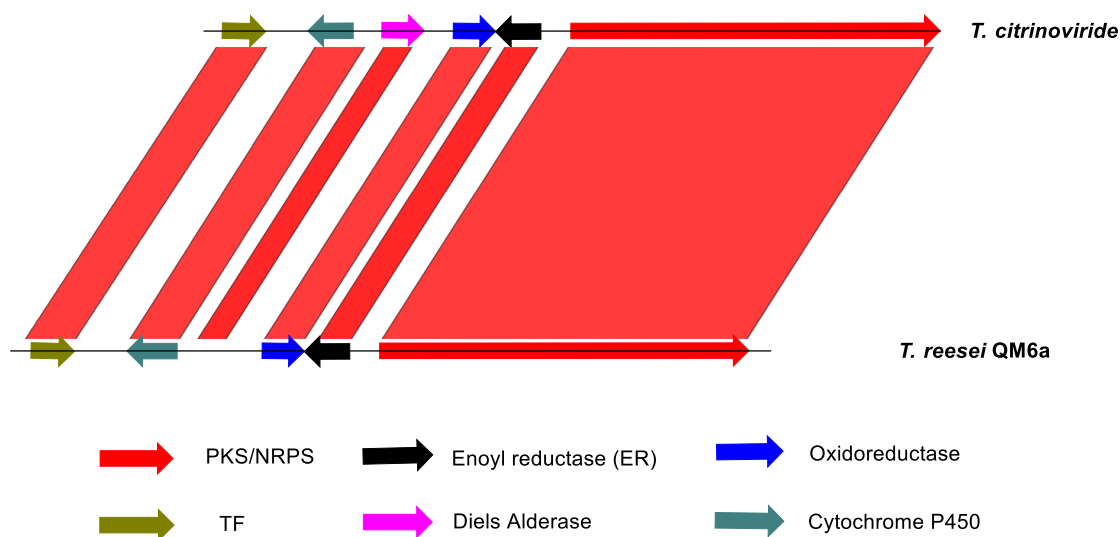 T. citrinoviride
T. reesei QM6a
PKS/NRPS
Enoyl reductase (ER)
Oxidoreductase
TF
Diels Alderase
Cytochrome P450